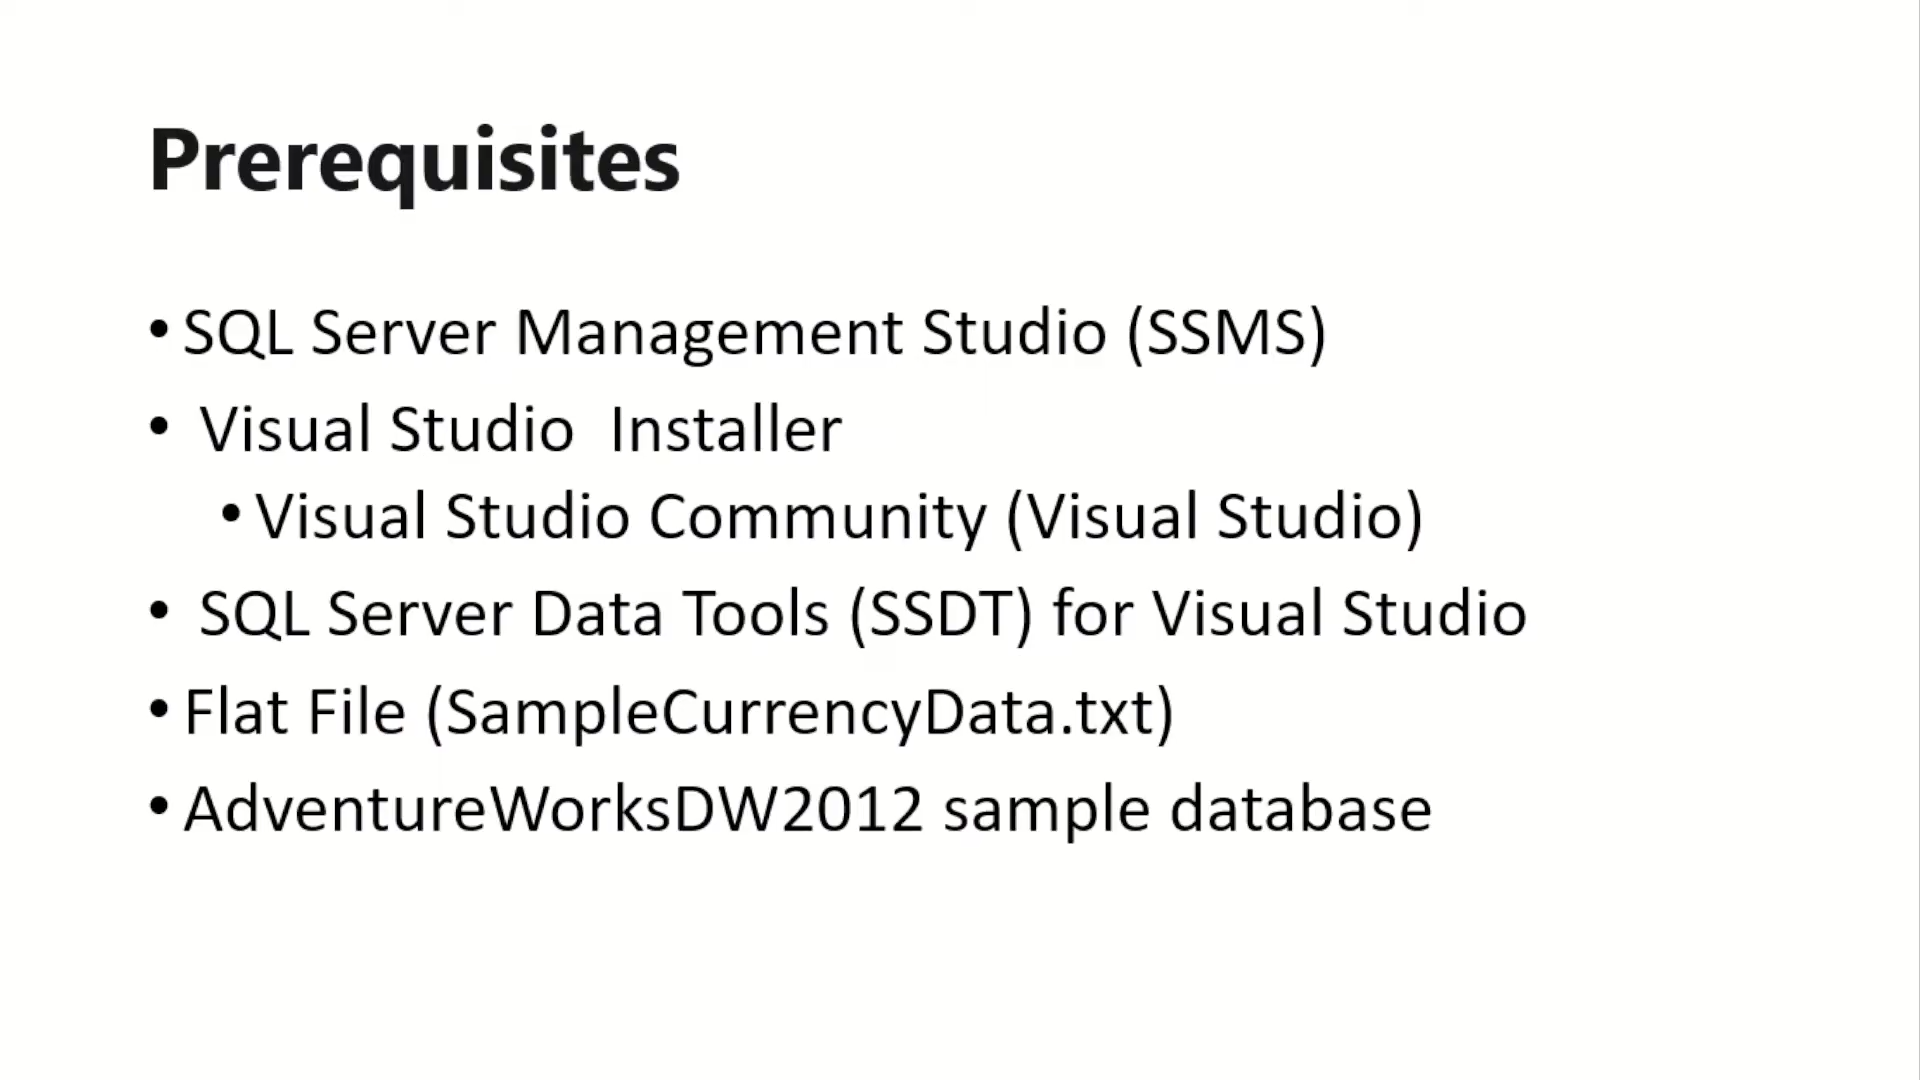 Prerequisites
• SQL Server Management Studio (SSMS)
• Visual Studio  Installer
• Visual Studio Community (Visual Studio)
• SQL Server Data Tools (SSDT) for Visual Studio
• Flat File (SampleCurrencyData.txt)
• AdventureWorksDW2012 sample database